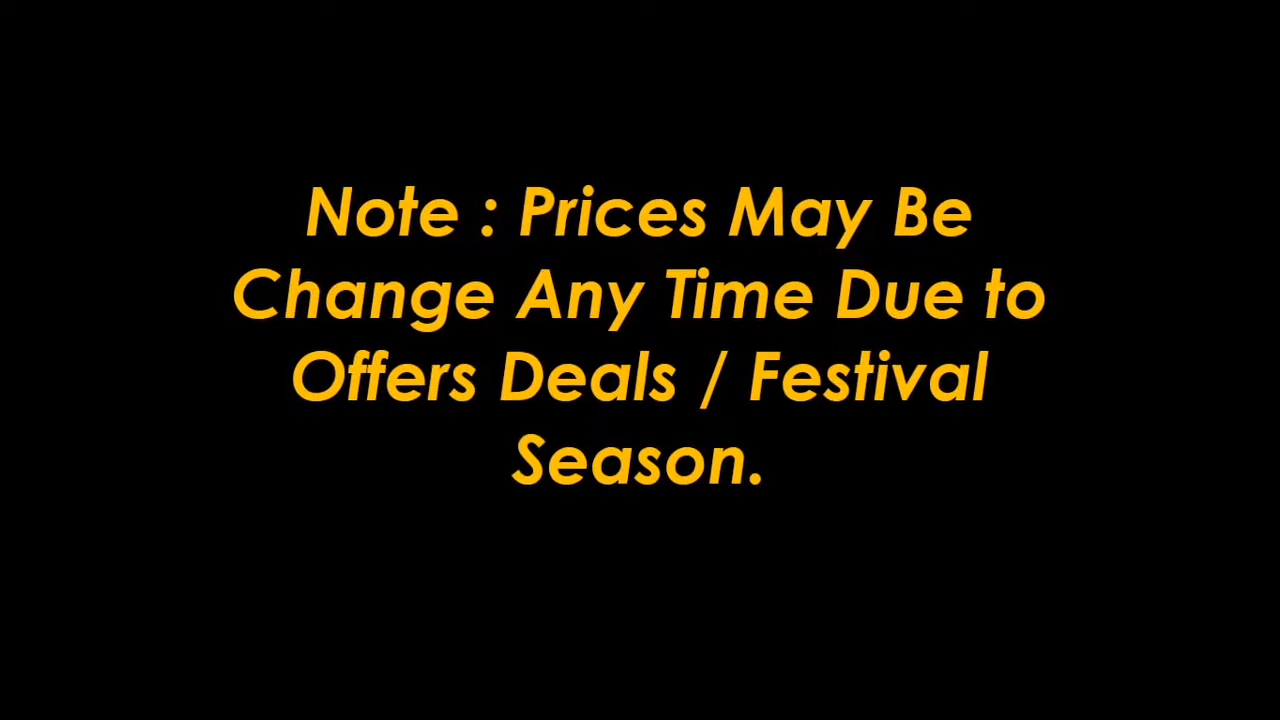 Note : Prices May Be
Change Any Time Due to
Offers Deals / Festival
Season.